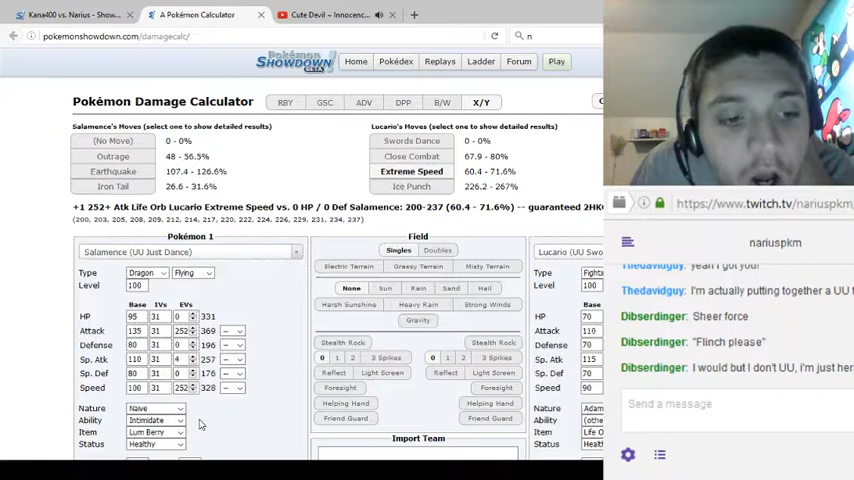 Kana400 vs. Narius - Show...
A Pokémon Calculator
Cute Devil ~ Innocenc...
pokemonshowdown.com/damagecalc/
n
Pokémon Showdown! BETA
Home
Pokédex
Replays
Ladder
Forum
Play
Pokémon Damage Calculator
RBY
GSC
ADV
DPP
B/W
X/Y
Salamence's Moves (select one to show detailed results)
(No Move) 0 - 0%
Outrage 48 - 56.5%
Earthquake 107.4 - 126.6%
Iron Tail 26.6 - 31.6%
Lucario's Moves (select one to show detailed results)
Swords Dance 0 - 0%
Close Combat 67.9 - 80%
Extreme Speed 60.4 - 71.6%
Ice Punch 226.2 - 267%
+1 252+ Atk Life Orb Lucario Extreme Speed vs. 0 HP / 0 Def Salamence: 200-237 (60.4 - 71.6%) -- guaranteed 2HK
(200, 203, 205, 208, 209, 212, 214, 217, 220, 222, 224, 226, 229, 231, 234, 237)
Pokémon 1
Salamence (UU Just Dance)
Type Dragon Flying
Level 100
Base IVs EVs
HP 95 31 0 331
Attack 135 31 252 369 --
Defense 80 31 0 196 --
Sp. Atk 110 31 4 257 --
Sp. Def 80 31 0 176 --
Speed 100 31 252 328 --
Nature Naive
Ability Intimidate
Item Lum Berry
Status Healthy
Field
Singles Doubles
Electric Terrain Grassy Terrain Misty Terrain
None Sun Rain Sand Hail
Harsh Sunshine Heavy Rain Strong Winds
Gravity
Stealth Rock Stealth Rock
0 1 2 3 Spikes 0 1 2 3 Spikes
Reflect Light Screen Reflect Light Screen
Foresight Foresight
Helping Hand Helping Hand
Friend Guard Friend Guard
Import Team
Lucario (UU Swo
Type Fighti
Level 100
Base
HP 70
Attack 110
Defense 70
Sp. Atk 115
Sp. Def 70
Speed 90
Nature Adam
Ability (othe
Item Life O
Status Healt
https://www.twitch.tv/nariuspkm
nariuspkm
Thedavidguy: yeah I got you!
Thedavidguy: I'm actually putting together a UU t
Dibserdinger: Sheer force
Dibserdinger: "Flinch please"
Dibserdinger: I would but I don't UU, i'm just her
Send a message